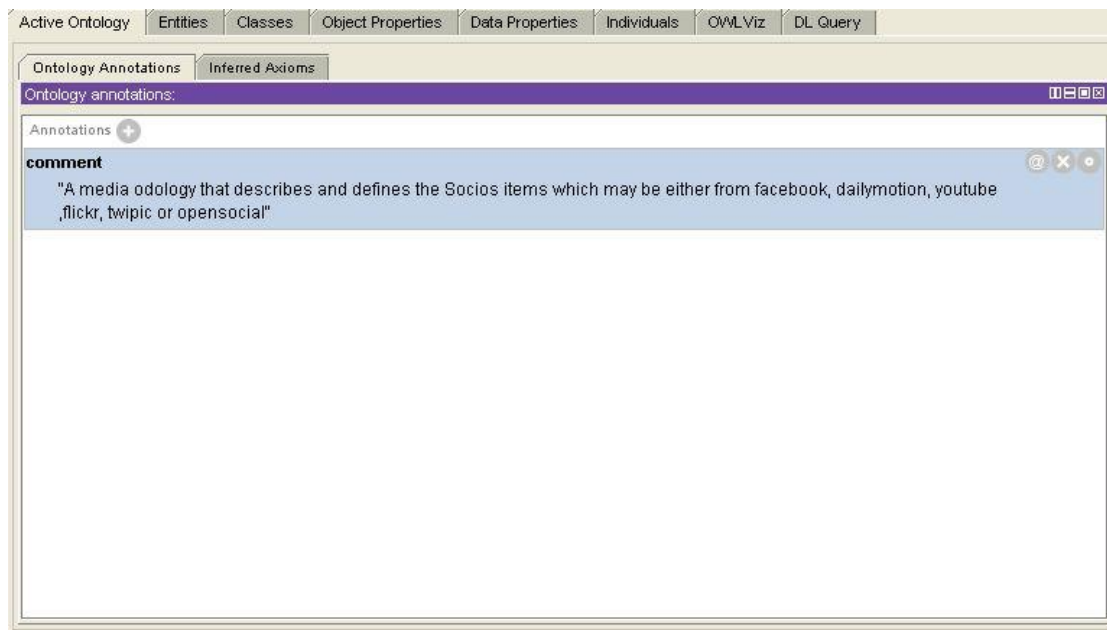 Active Ontology Entities Classes Object Properties Data Properties Individuals OWLViz DL Query
Ontology Annotations Inferred Axioms
Ontology annotations:
Annotations
comment
"A media odology that describes and defines the Socios items which may be either from facebook, dailymotion, youtube
,flickr, twipic or opensocial"